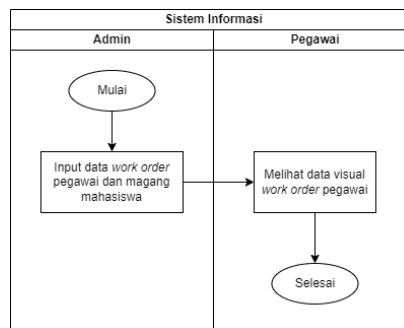 Sistem Informasi
Admin
Pegawai
Mulai
Input data work order
pegawai dan magang
mahasiswa
Melihat data visual
work order pegawai
Selesai